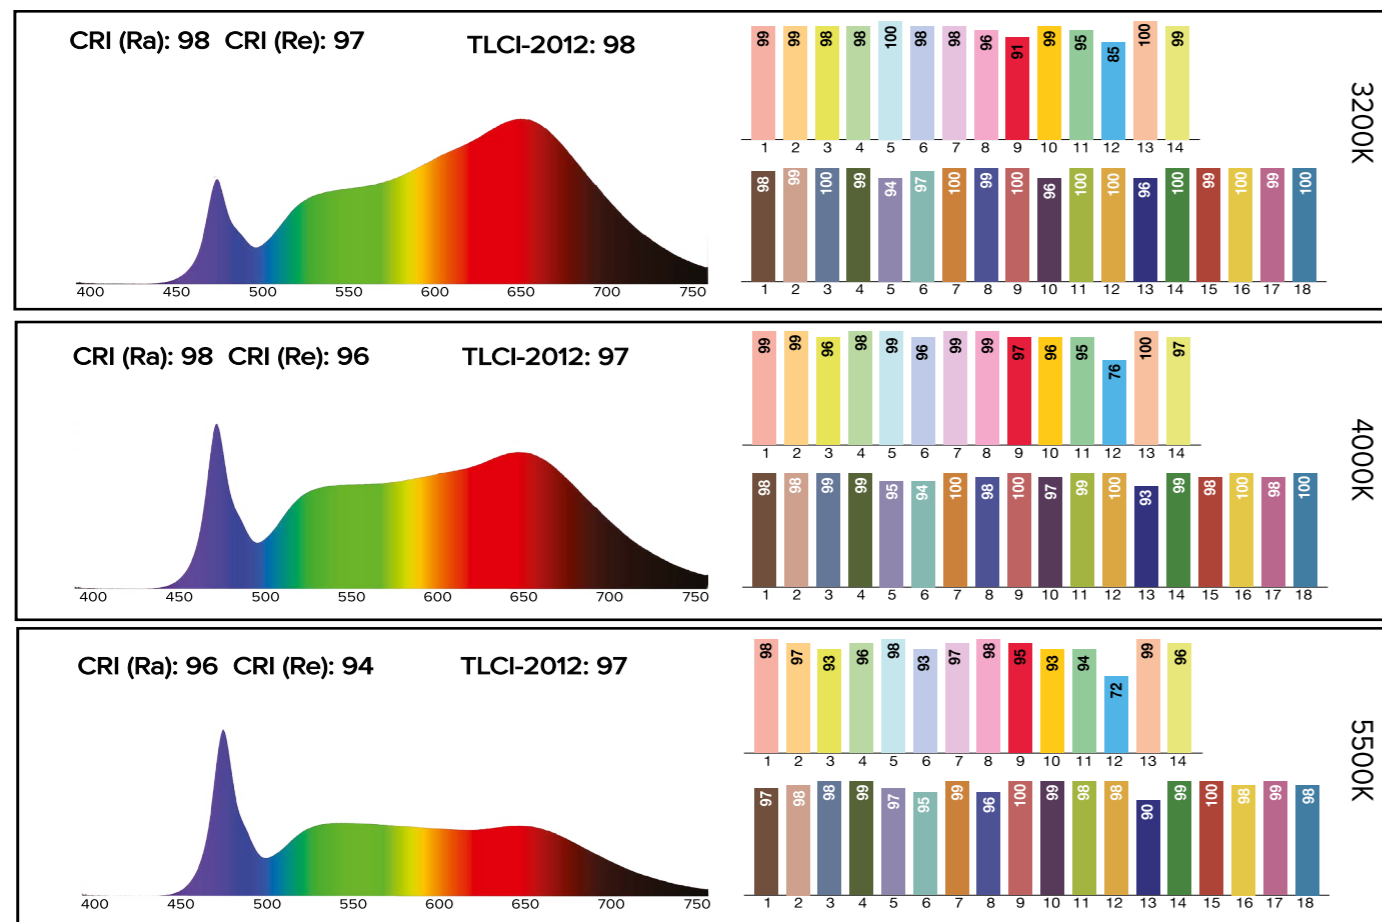 CRI (Ra): 98 CRI (Re): 97
TLCI-2012: 98
99 99 98 98 100 98 98 96 91 99 95 85 100 99
1 2 3 4 5 6 7 8 9 10 11 12 13 14
98 99 100 99 94 97 100 99 100 96 100 100 96 100 99 100 99 100
1 2 3 4 5 6 7 8 9 10 11 12 13 14 15 16 17 18
400 450 500 550 600 650 700 750
3200K
CRI (Ra): 98 CRI (Re): 96
TLCI-2012: 97
99 99 96 98 99 96 99 99 97 96 95 76 100 97
1 2 3 4 5 6 7 8 9 10 11 12 13 14
98 98 99 99 95 94 100 98 100 97 99 100 93 99 98 100 98 100
1 2 3 4 5 6 7 8 9 10 11 12 13 14 15 16 17 18
400 450 500 550 600 650 700 750
4000K
CRI (Ra): 96 CRI (Re): 94
TLCI-2012: 97
98 97 93 96 98 93 97 98 95 93 94 72 99 96
1 2 3 4 5 6 7 8 9 10 11 12 13 14
97 98 98 99 97 95 99 96 100 99 98 98 90 99 100 98 99 98
1 2 3 4 5 6 7 8 9 10 11 12 13 14 15 16 17 18
400 450 500 550 600 650 700 750
5500K